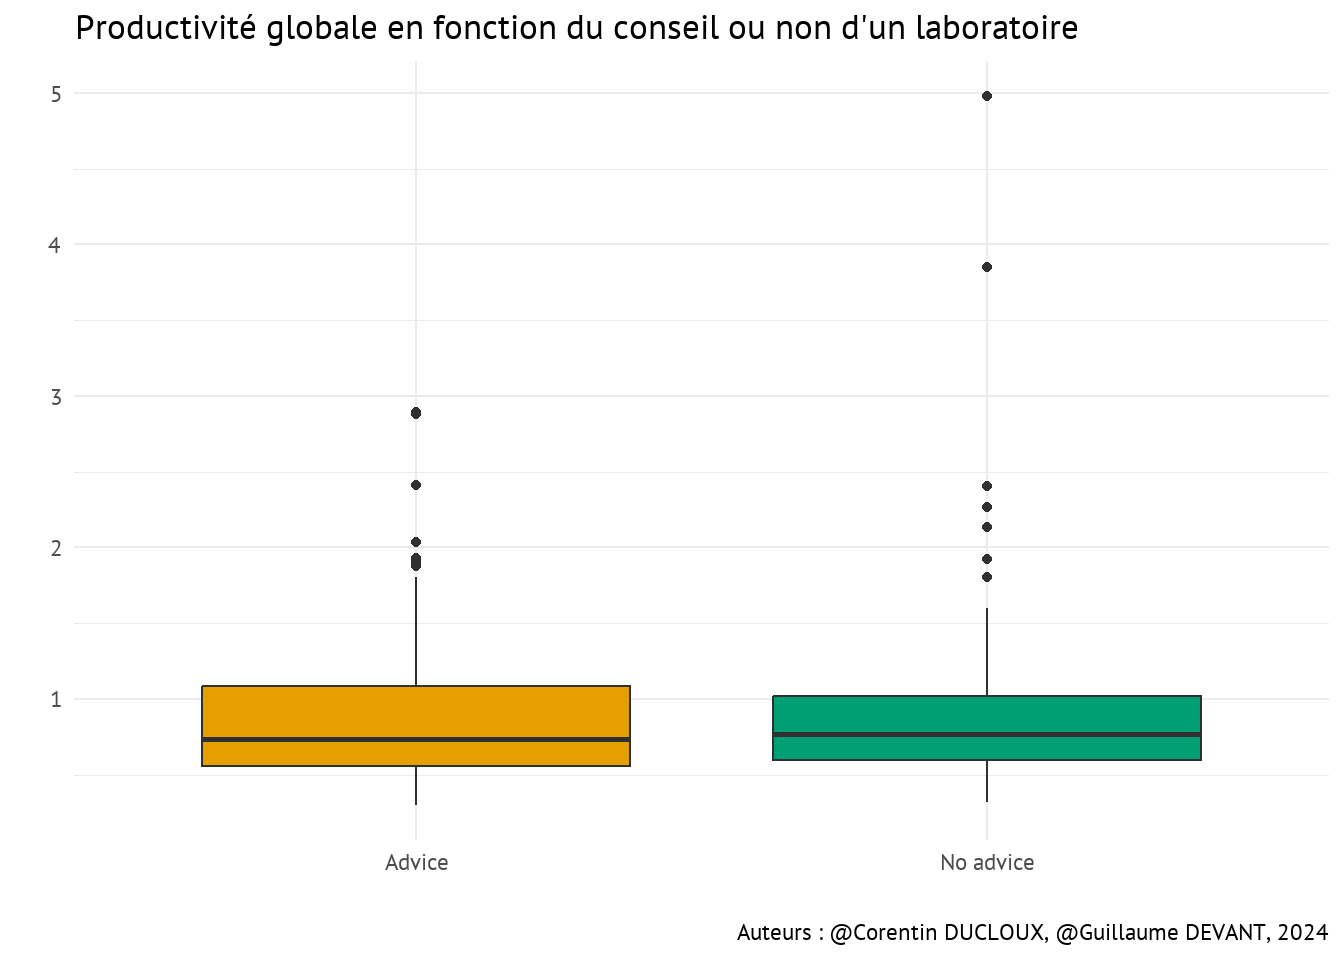 Productivité globale en fonction du conseil ou non d'un laboratoire
5
4
3
2
1
Advice
No advice
Auteurs : @Corentin DUCLOUX, @Guillaume DEVANT, 2024